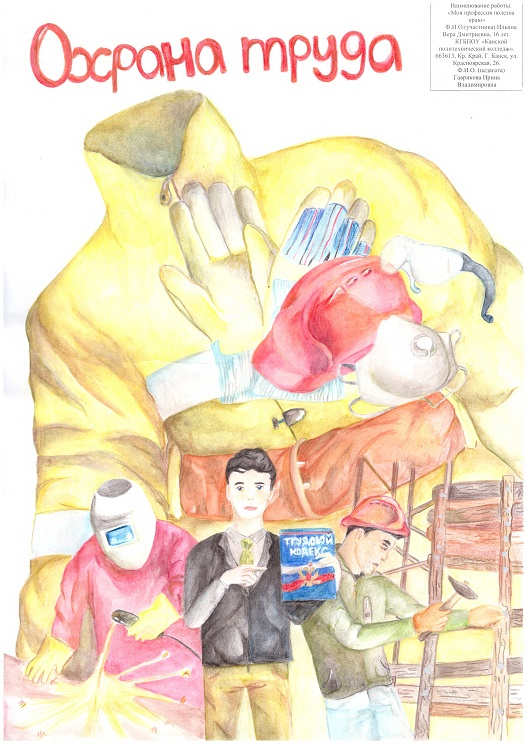 Охрана труда
Наименование работы:
«Моя профессия полезна
краю»
Ф.И.О.(участника) Ильина
Вера Дмитриевна, 16 лет
КГБПОУ «Канский
политехнический колледж».
663613, Кр. Край, Г. Канск, ул.
Красноярская, 26.
Ф.И.О. (педагога)
Гаврикова Ирина
Владимировна
ТРУДОВОЙ
КОДЕКС